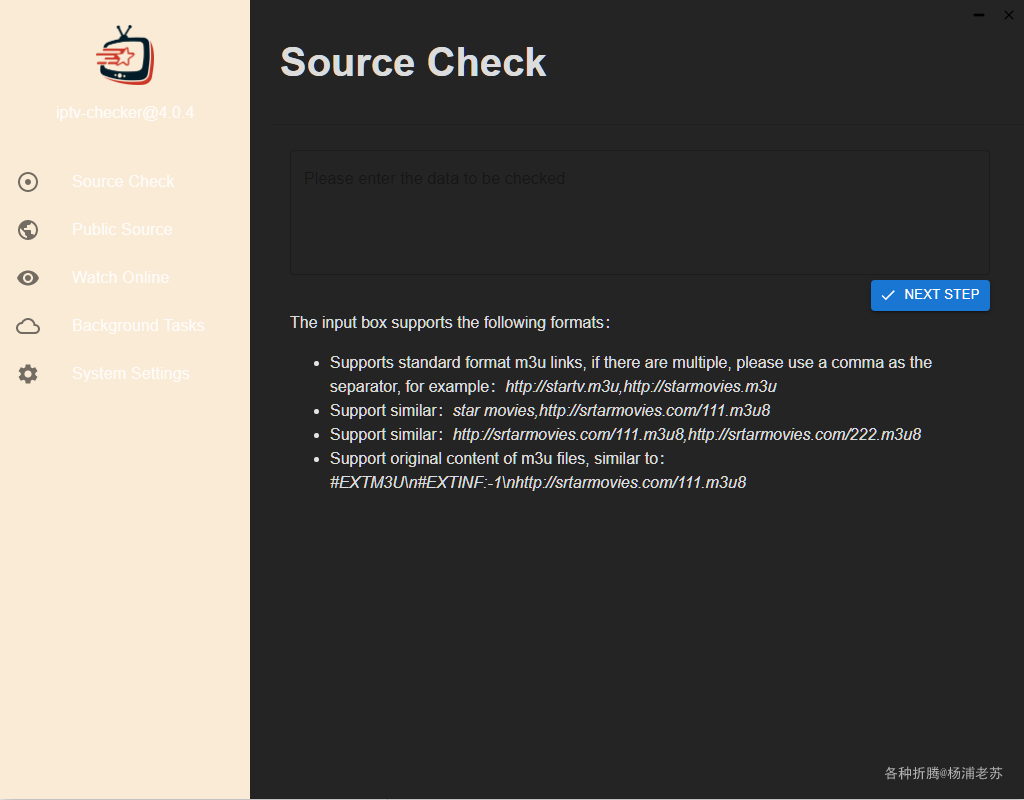 iptv-checker@4.0.4
Source Check
Public Source
Watch Online
Background Tasks
System Settings
Source Check
Please enter the data to be checked
NEXT STEP
The input box supports the following formats：
Supports standard format m3u links, if there are multiple, please use a comma as the
separator, for example：http://startv.m3u,http://starmovies.m3u
Support similar：star movies,http://srtarmovies.com/111.m3u8
Support similar：http://srtarmovies.com/111.m3u8,http://srtarmovies.com/222.m3u8
Support original content of m3u files, similar to：
#EXTM3U\n#EXTINF:-1\nhttp://srtarmovies.com/111.m3u8
各种折腾@杨浦老苏